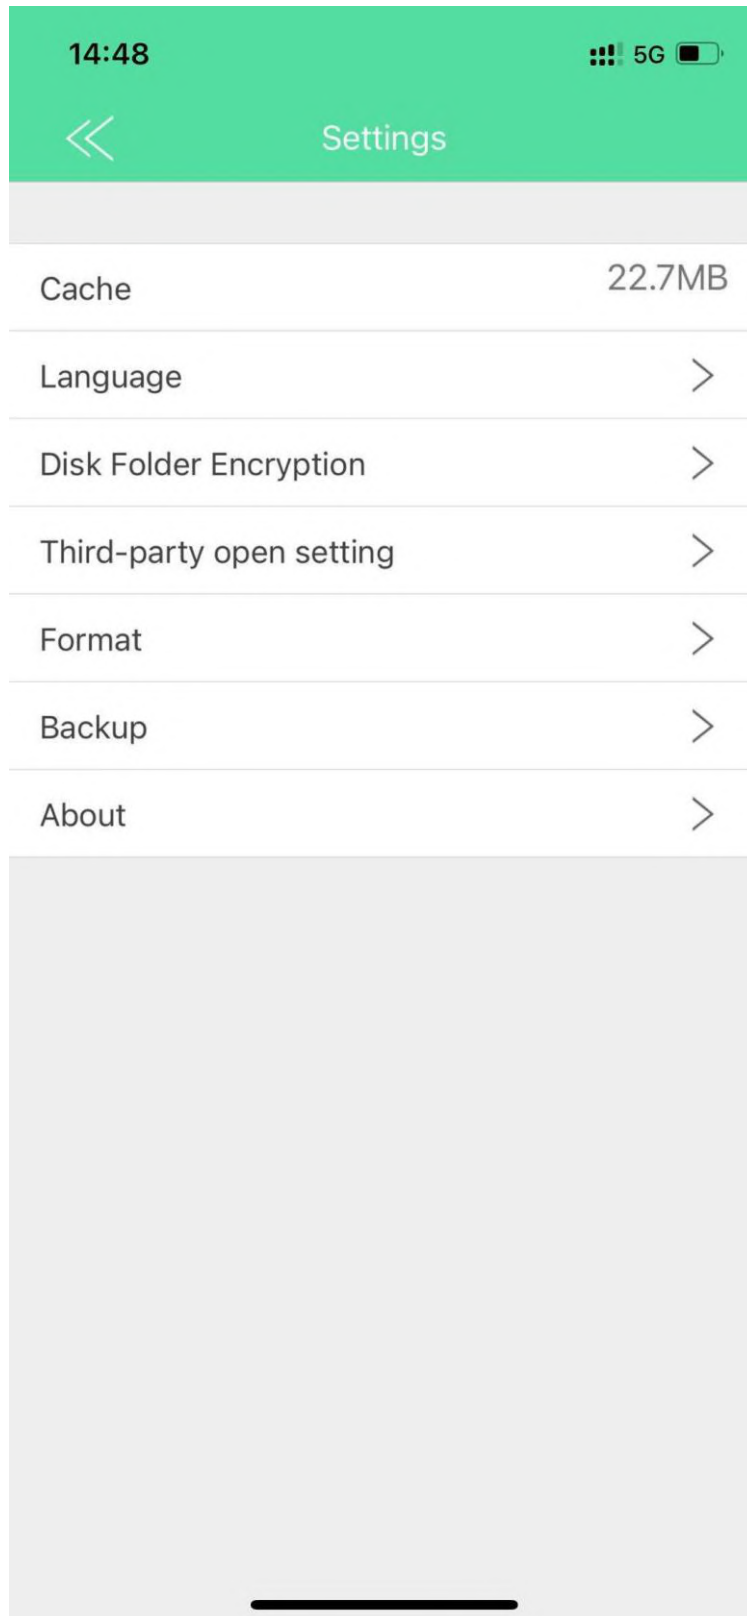 14:48 5G
Settings
Cache 22.7MB
Language
Disk Folder Encryption
Third-party open setting
Format
Backup
About